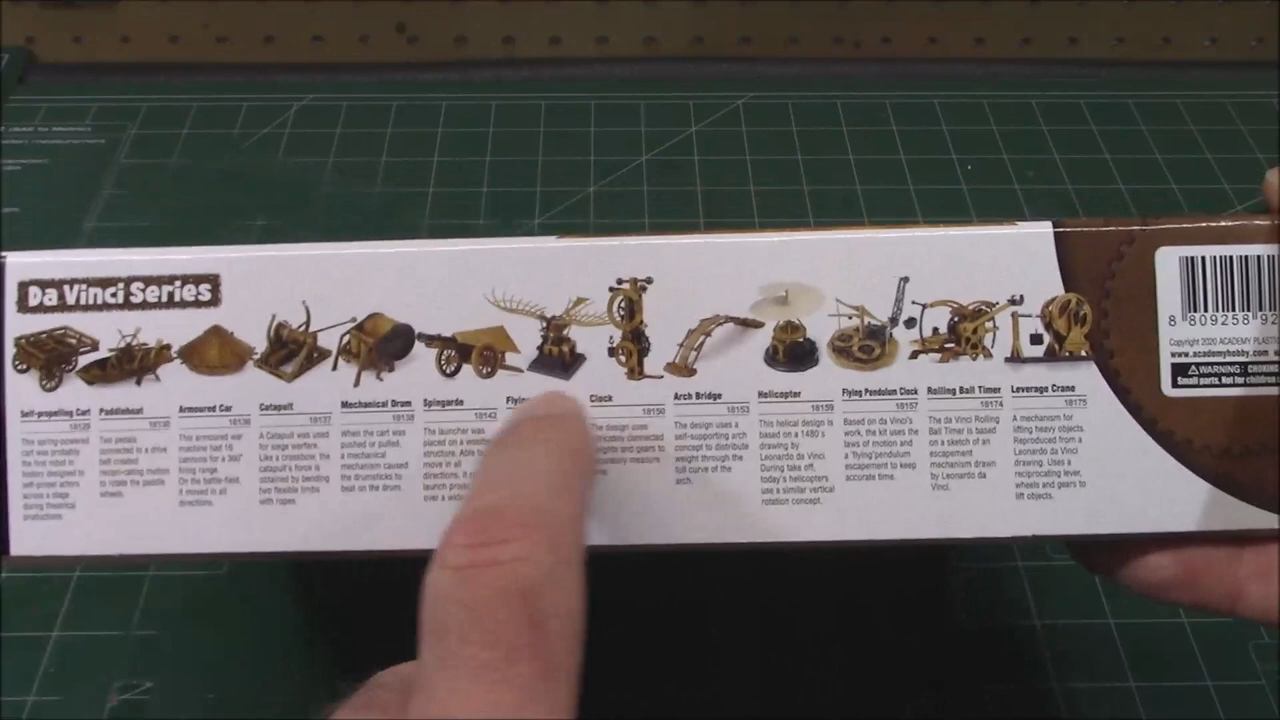 Da Vinci Series
Self-propelling Cart
18129
The spring-powered
cart was probably
the first robot in
history designed to
self-propel actors
across a stage
during theatrical
productions.
Paddleboat
18130
Two pedals
connected to a drive
belt created
reciprocating motion
to rotate the paddle
wheels.
Armoured Car
18136
This armoured war
machine had 16
cannons for a 360°
firing range.
On the battle-field,
it moved in all
directions.
Catapult
18137
A Catapult was used
for siege warfare.
Like a crossbow, the
catapult's force is
obtained by bending
two flexible limbs
with ropes.
Mechanical Drum
18138
When the cart was
pushed or pulled,
a mechanical
mechanism caused
the drumsticks to
beat on the drum.
Spingarde
18142
The launcher was
placed on a
structure. Able to
move in all
directions, it
launch
over a
Clock
18150
design uses
connected
weights and gears to
measure
Arch Bridge
18153
The design uses a
self-supporting arch
concept to distribute
weight through the
full curve of the
arch.
Helicopter
18159
This helical design is
based on a 1480's
drawing by
Leonardo da Vinci.
During take off,
today's helicopters
use a similar vertical
rotation concept.
Flying Pendulum Clock
18157
Based on da Vinci's
work, the kit uses the
laws of motion and
a 'flying'pendulum
escapement to keep
accurate time.
Rolling Ball Timer
18174
The da Vinci Rolling
Ball Timer is based
on a sketch of an
escapement
mechanism drawn
by Leonardo da
Vinci.
Leverage Crane
18175
A mechanism for
lifting heavy objects.
Reproduced from a
Leonardo da Vinci
drawing. Uses a
reciprocating lever,
wheels and gears to
lift objects.
8 809258 92
Copyright 2020 ACADEMY PLASTIC
www.academyhobby.com
WARNING: CHOKING
Small parts. Not for children